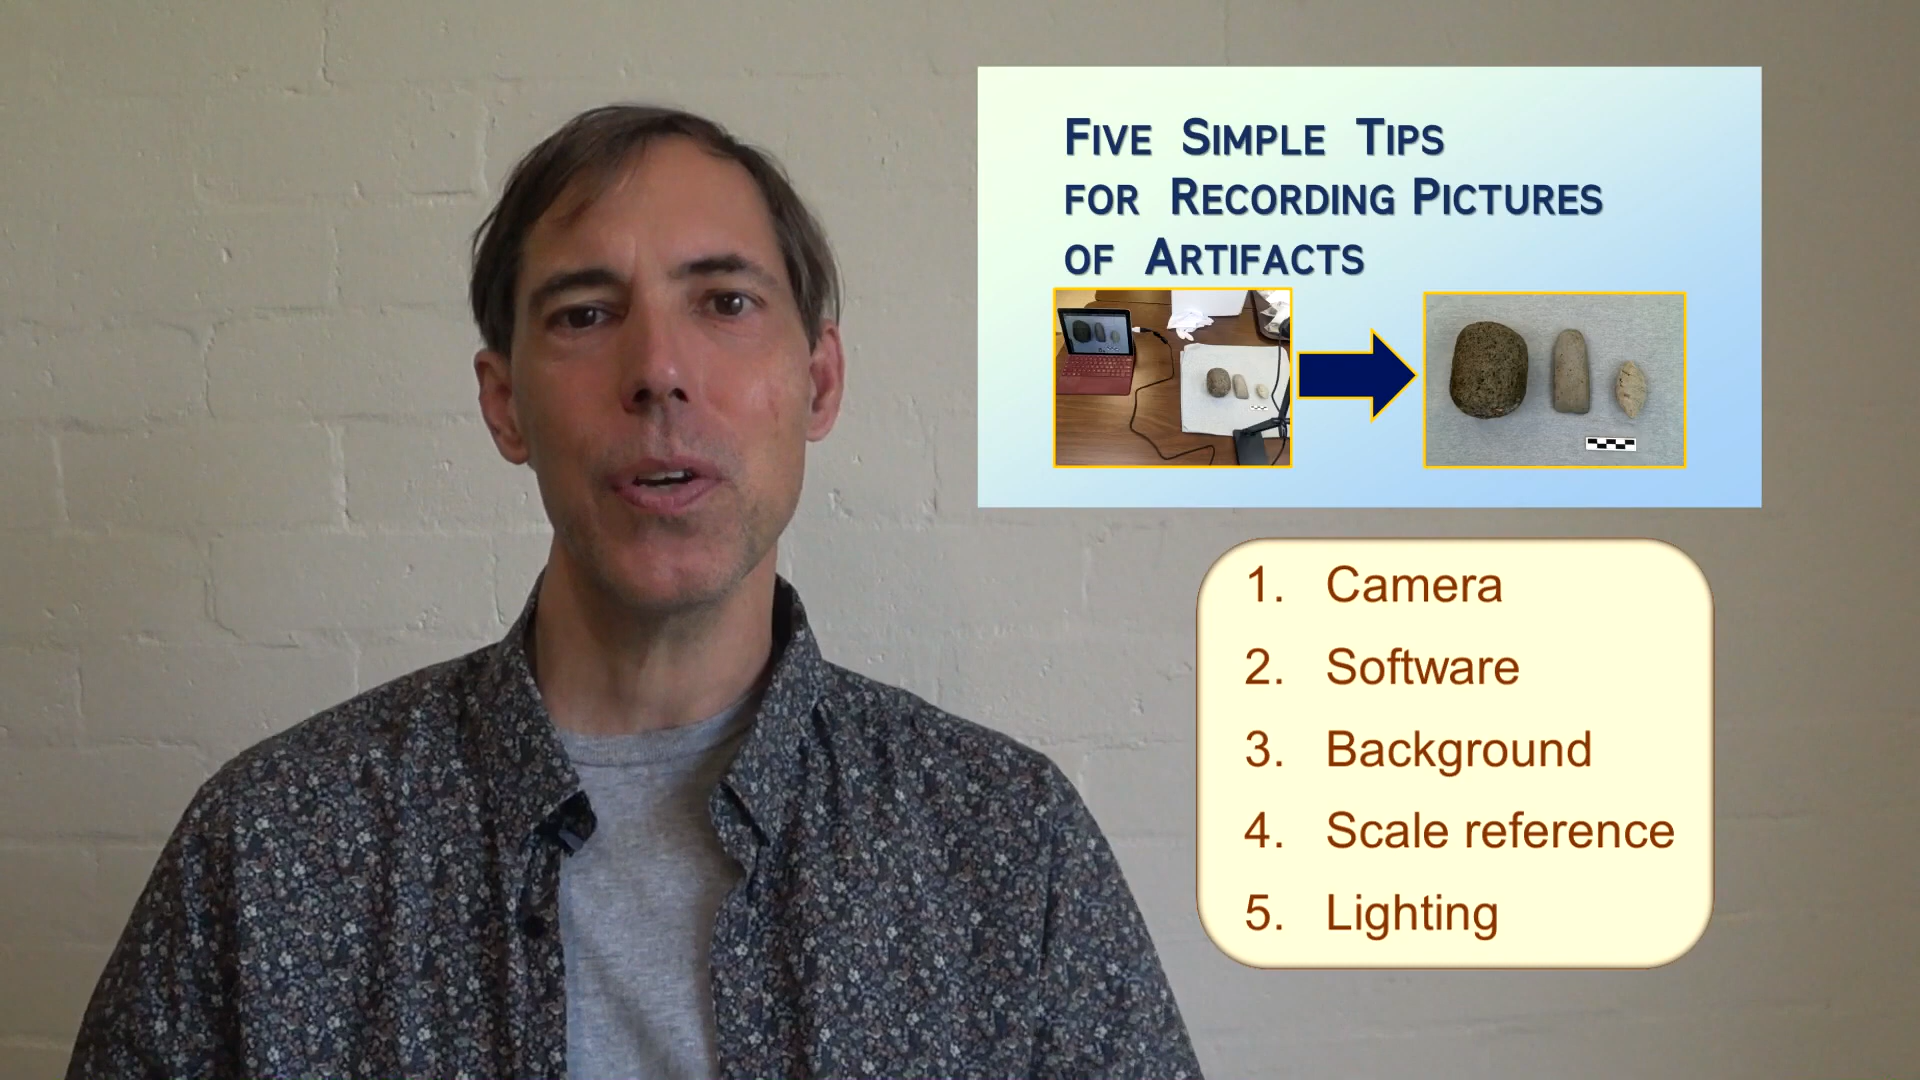 Five Simple Tips
for Recording Pictures
of Artifacts
1. Camera
2. Software
3. Background
4. Scale reference
5. Lighting